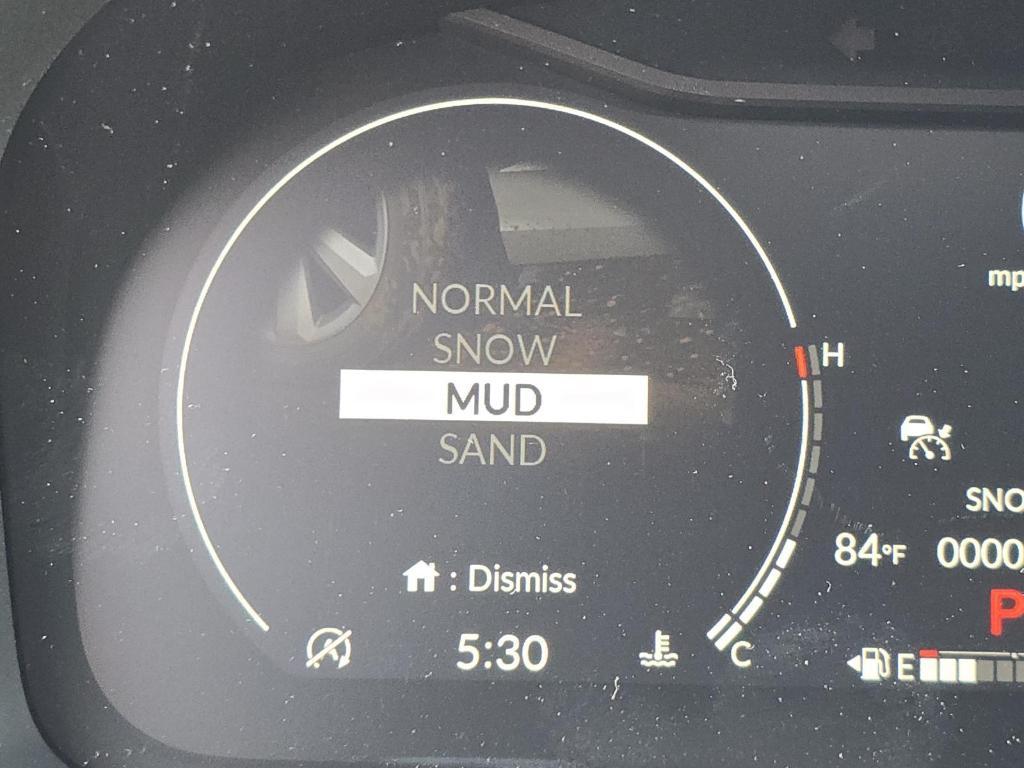 NORMAL
SNOW
MUD
SAND
H
: Dismiss
84°F
5:30
C
P
E